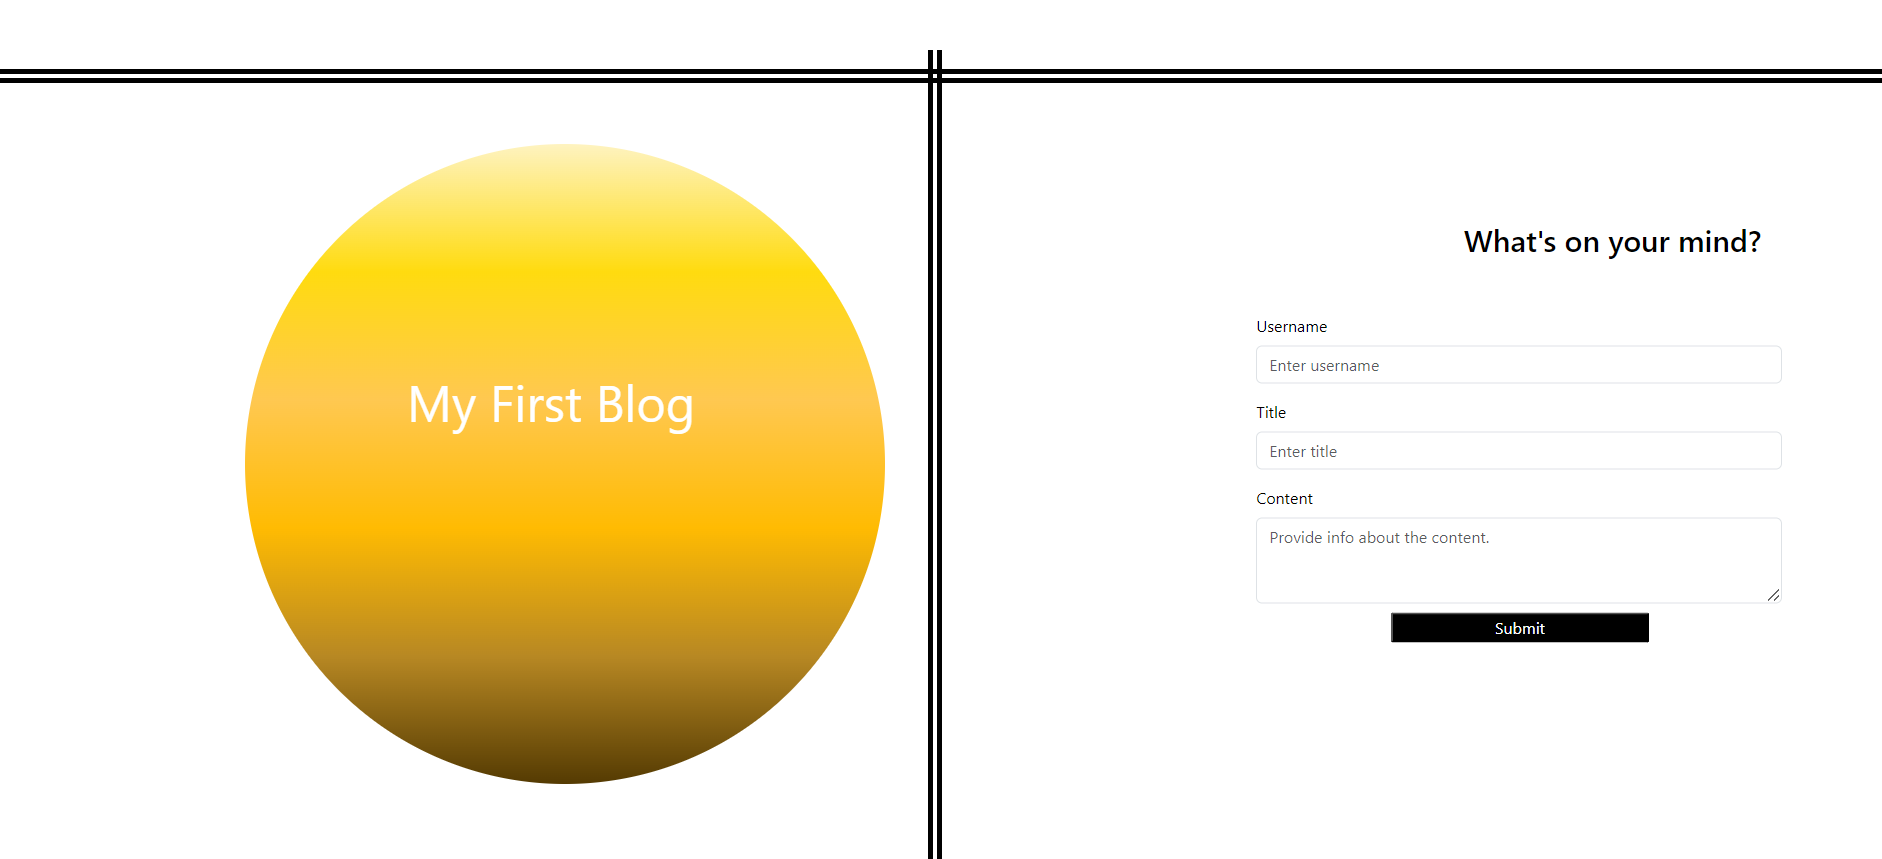 My First Blog
What's on your mind?
Username
Enter username
Title
Enter title
Content
Provide info about the content.
Submit